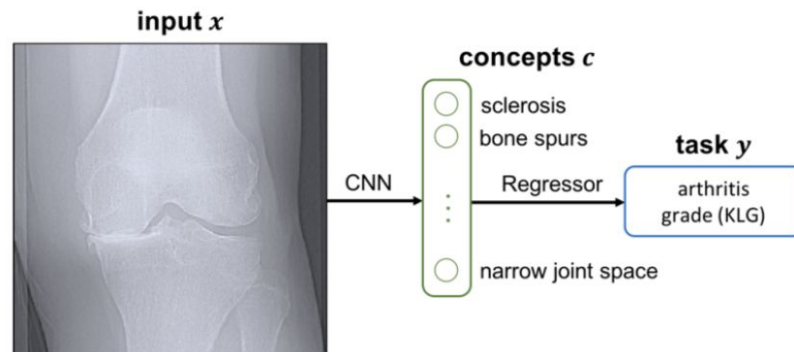 input x
concepts c
sclerosis
bone spurs
task y
CNN
Regressor
arthritis
grade (KLG)
narrow joint space